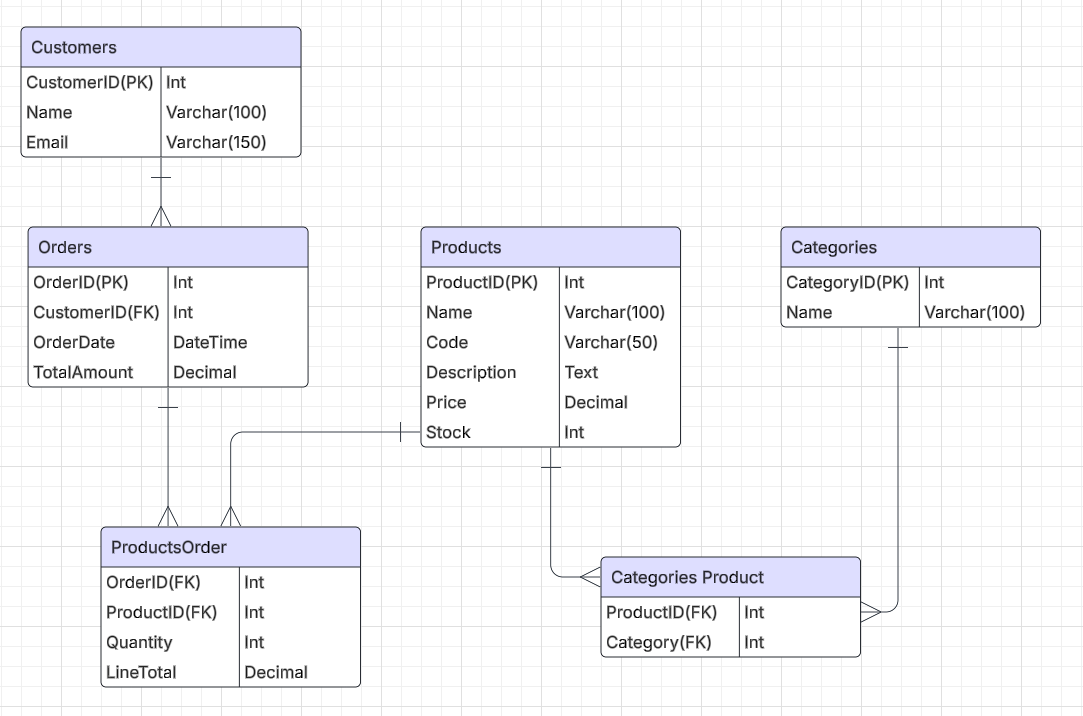 Customers
CustomerID(PK) Int
Name Varchar(100)
Email Varchar(150)
Orders
OrderID(PK) Int
CustomerID(FK) Int
OrderDate DateTime
TotalAmount Decimal
Products
ProductID(PK) Int
Name Varchar(100)
Code Varchar(50)
Description Text
Price Decimal
Stock Int
Categories
CategoryID(PK) Int
Name Varchar(100)
ProductsOrder
OrderID(FK) Int
ProductID(FK) Int
Quantity Int
LineTotal Decimal
Categories Product
ProductID(FK) Int
Category(FK) Int